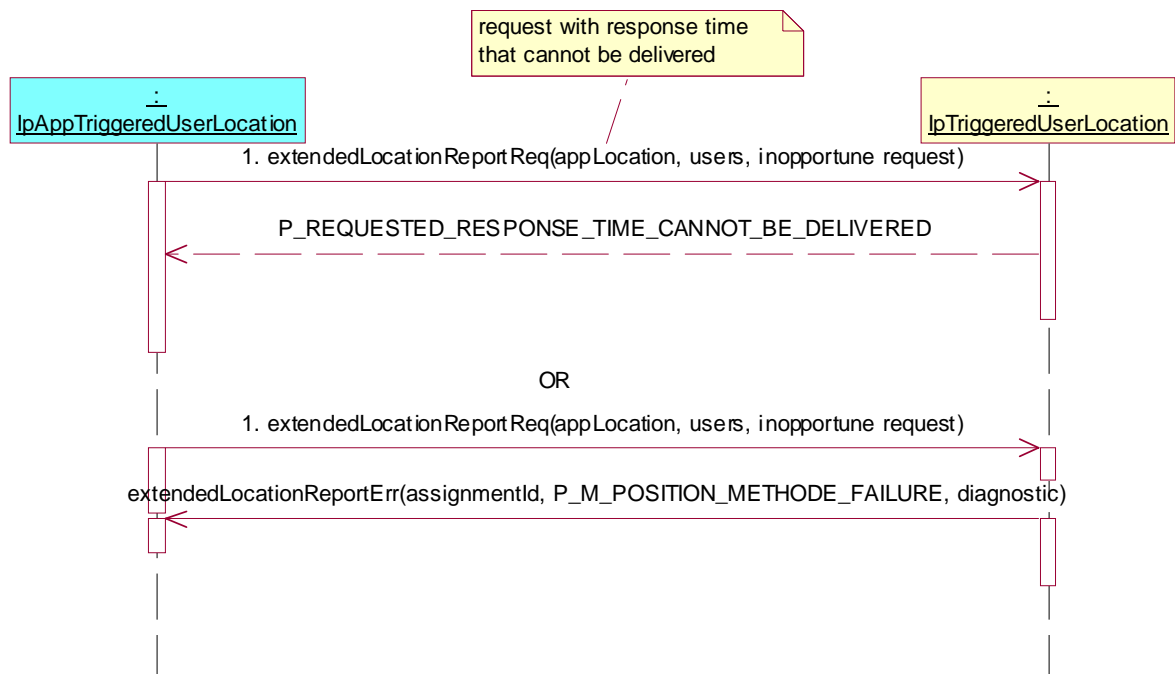 request with response time
that cannot be delivered
:
IpAppTriggeredUserLocation
:
IpTriggeredUserLocation
1. extendedLocationReportReq(appLocation, users, inopportune request)
P_REQUESTED_RESPONSE_TIME_CANNOT_BE_DELIVERED
OR
1. extendedLocationReportReq(appLocation, users, inopportune request)
extendedLocationReportErr(assignmentId, P_M_POSITION_METHODE_FAILURE, diagnostic)